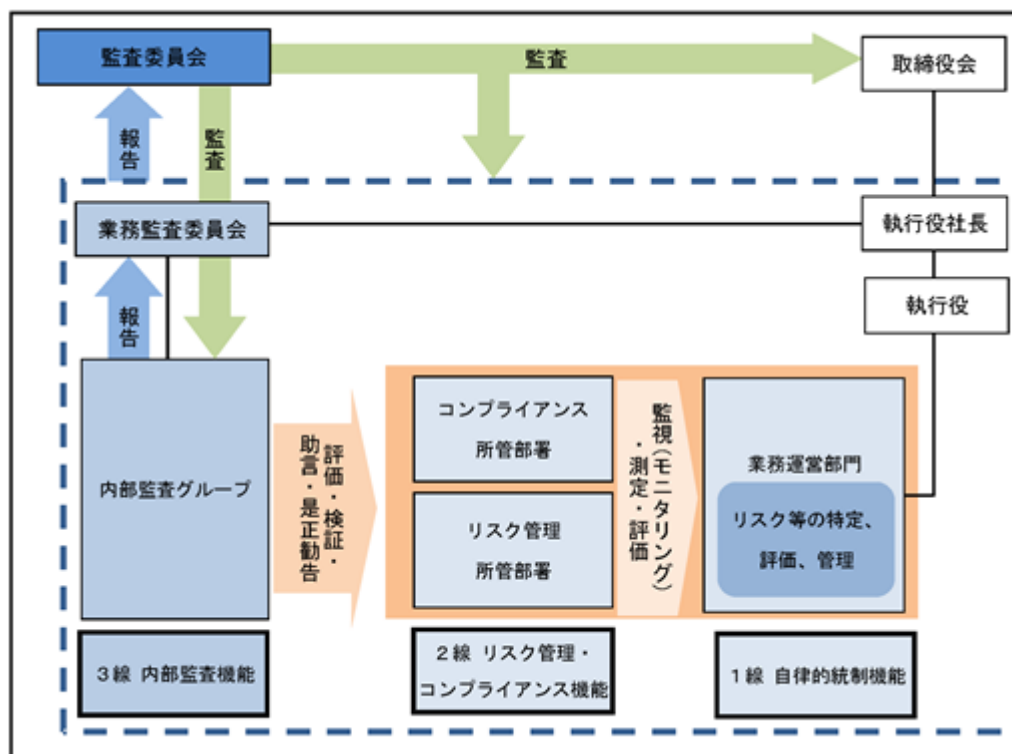 監査委員会
監査
取締役会
報告
監査
業務監査委員会
執行役社長
報告
執行役
内部監査グループ
評価・検証・
助言・是正勧告
コンプライアンス
所管部署
リスク管理
所管部署
監視(モニタリング)
・測定・評価
業務運営部門
リスク等の特定、
評価、管理
3線 内部監査機能
2線 リスク管理・
コンプライアンス機能
1線 自律的統制機能